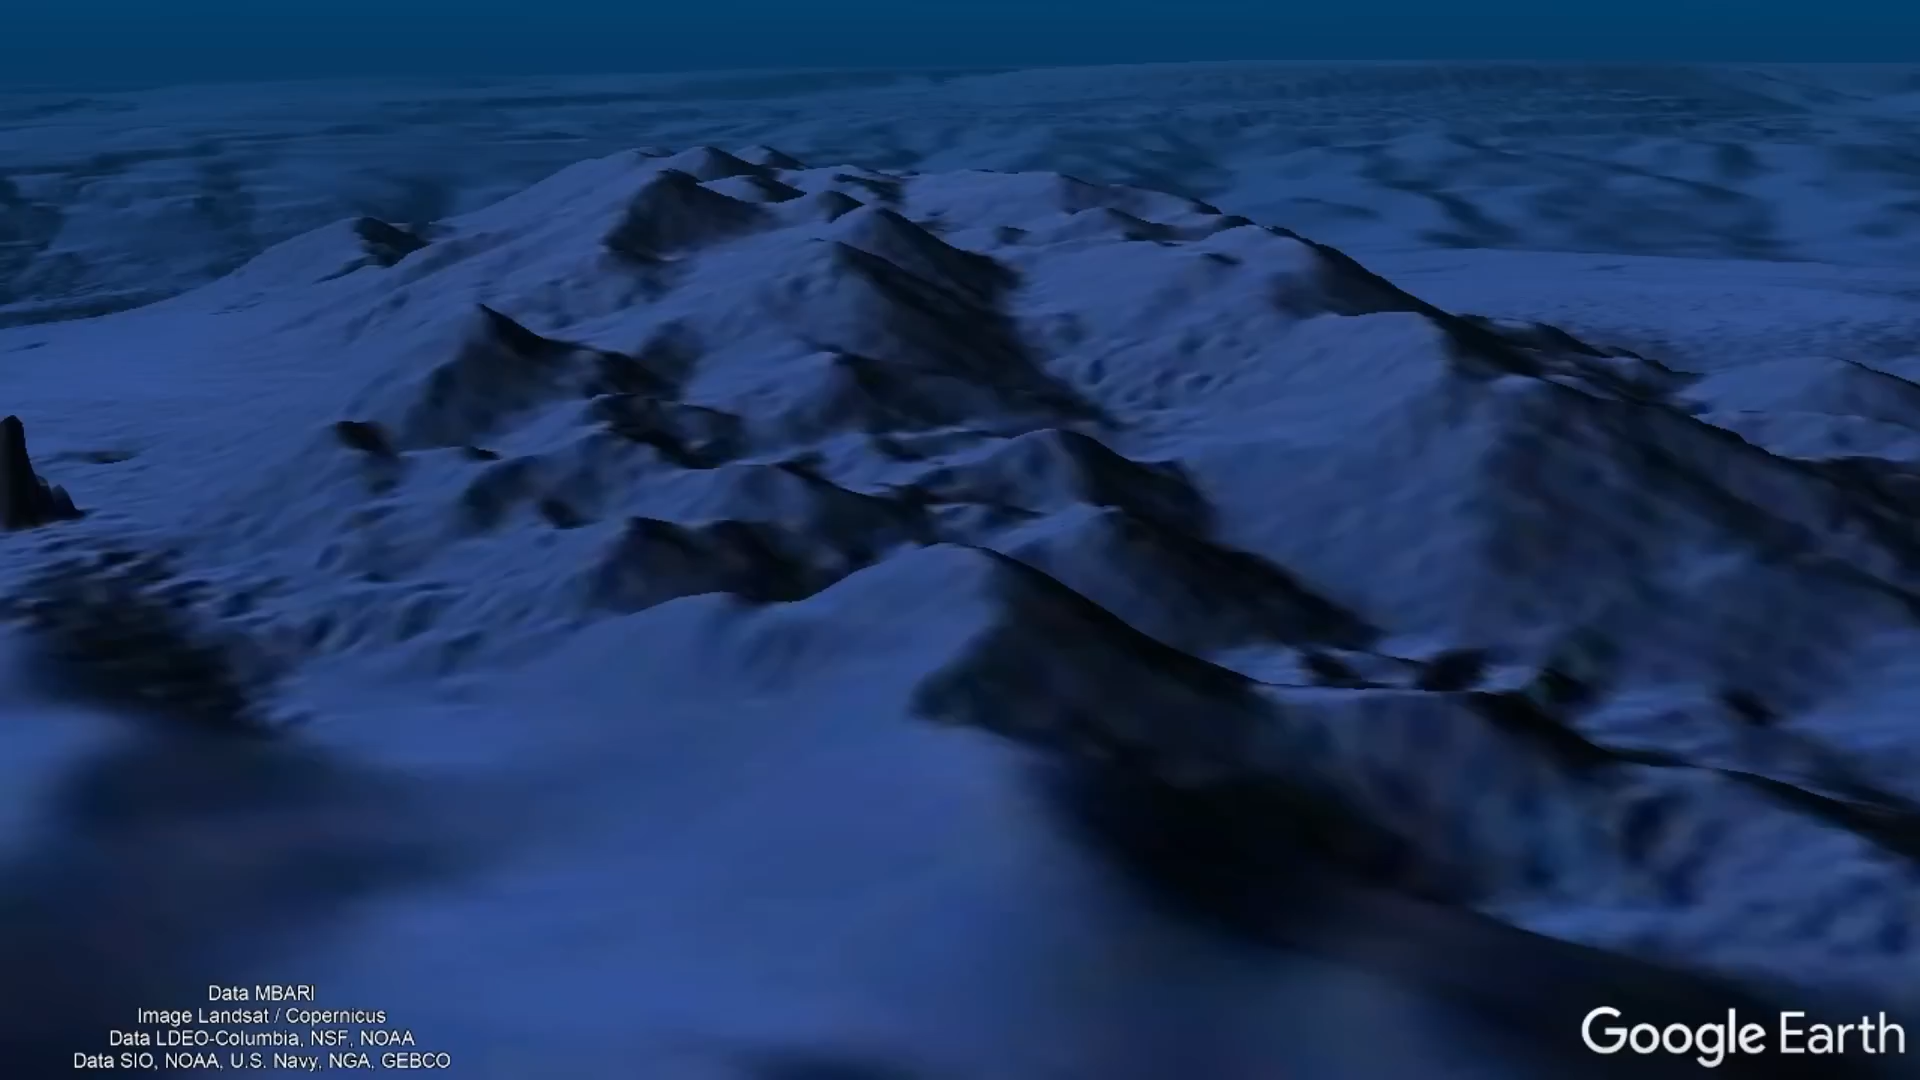 Data MBARI
Image Landsat / Copernicus
Data LDEO-Columbia, NSF, NOAA
Data SIO, NOAA, U.S. Navy, NGA, GEBCO
Google Earth